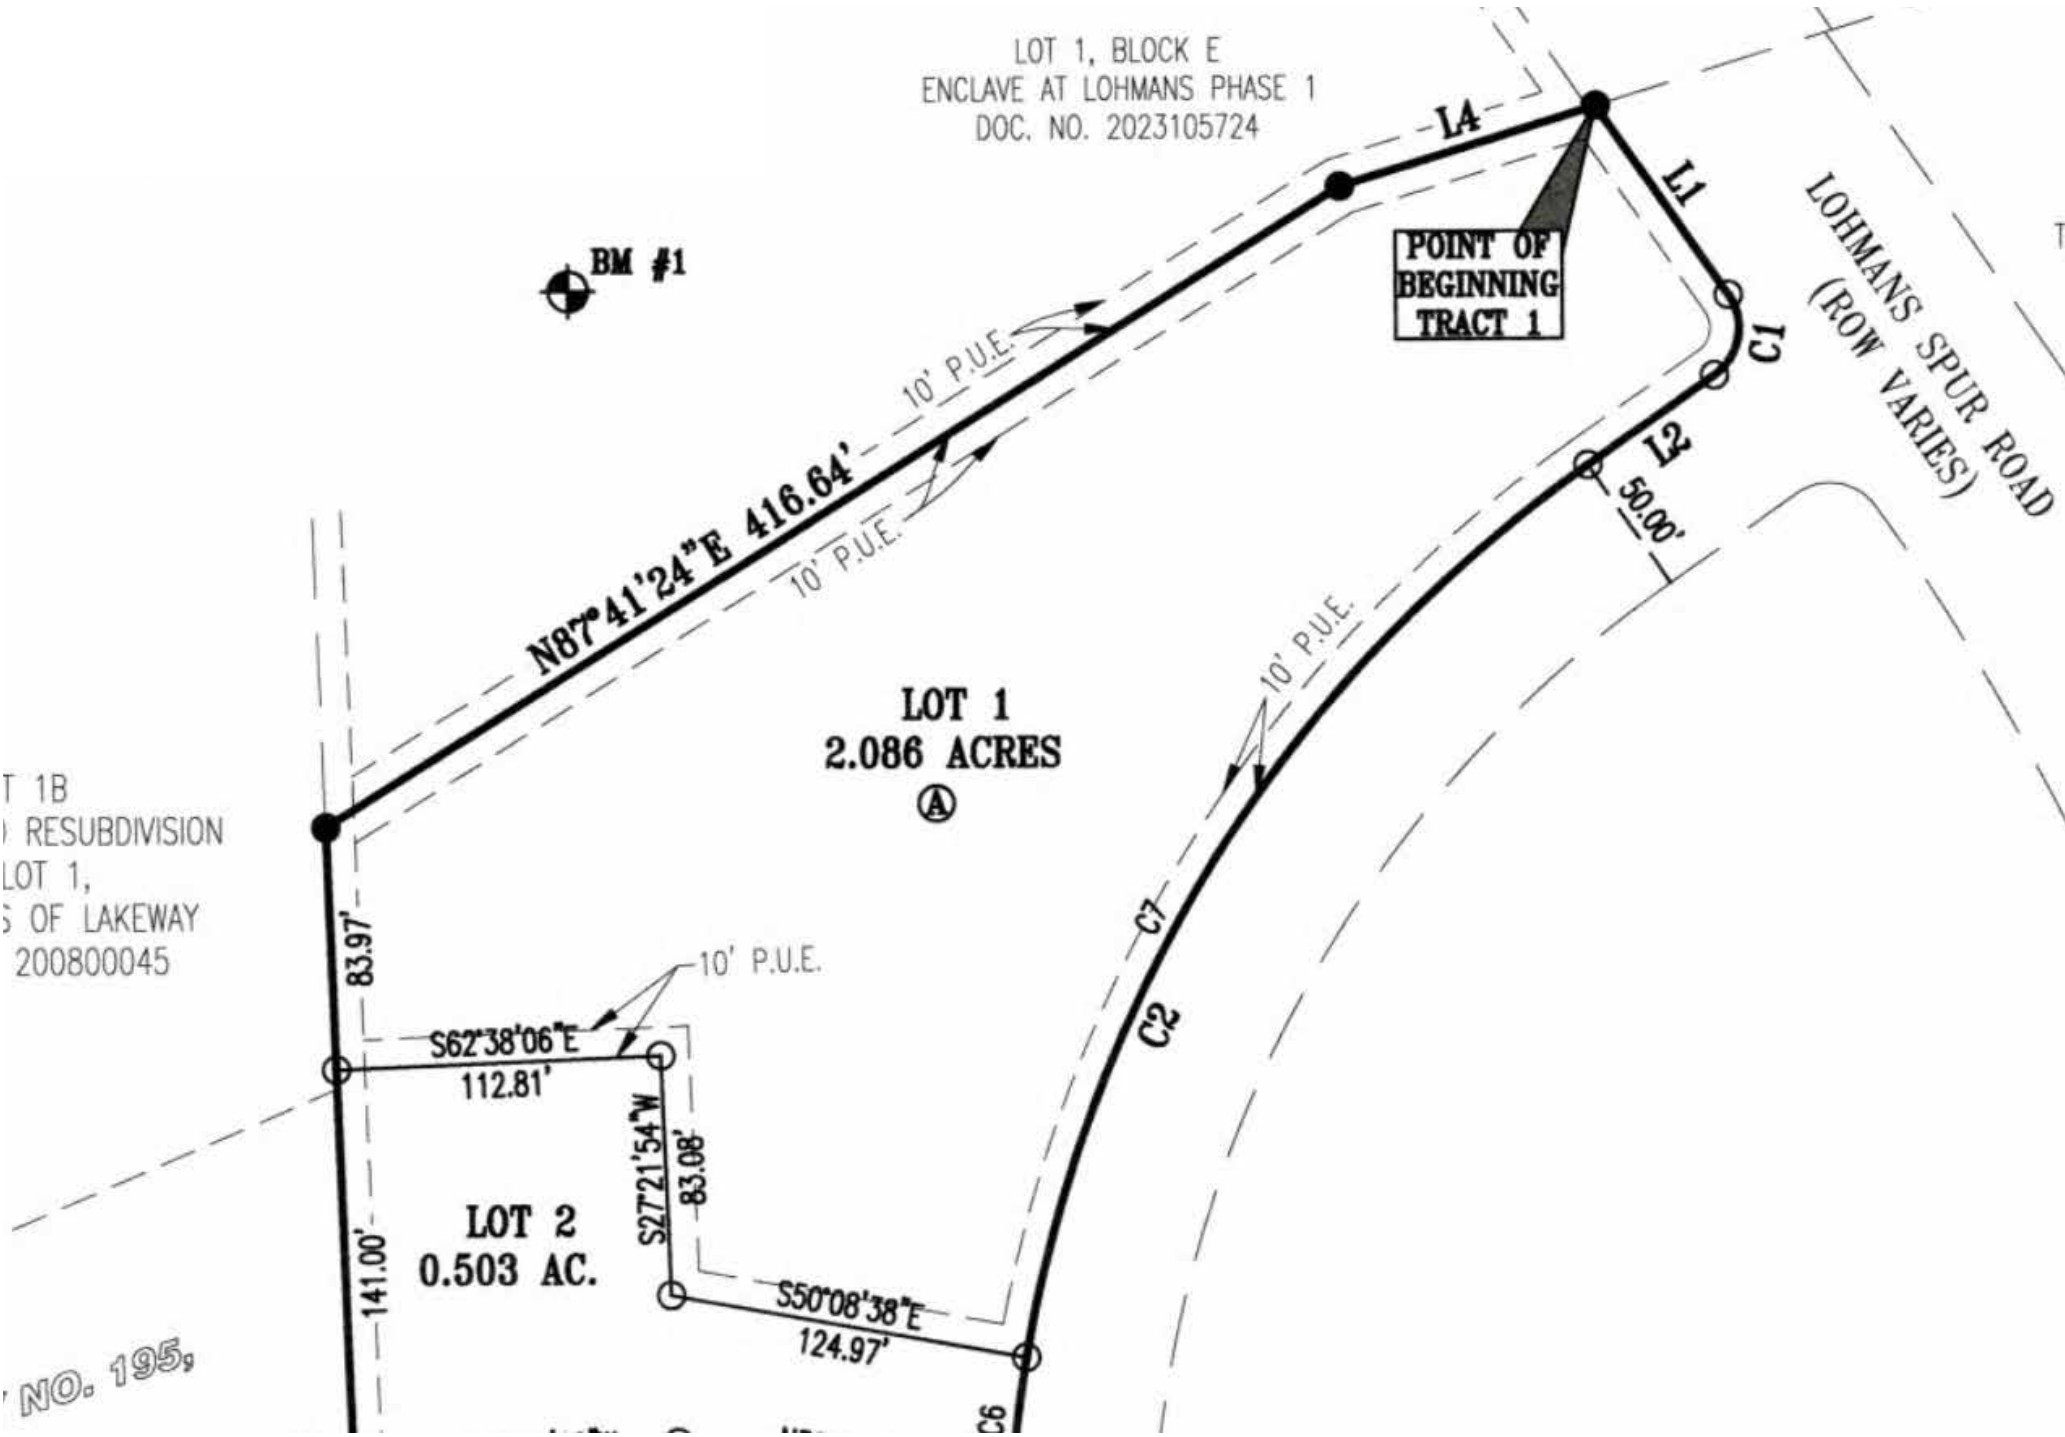 LOT 1, BLOCK E
ENCLAVE AT LOHMANS PHASE 1
DOC. NO. 2023105724
L4
L1
POINT OF
BEGINNING
TRACT 1
LOHMANS SPUR ROAD
(ROW VARIES)
T
BM #1
C1
10' P.U.E.
L2
50.00'
N87°41'24"E 416.64'
10' P.U.E.
10' P.U.E.
LOT 1
2.086 ACRES
A
T 1B
RESUBDIVISION
LOT 1,
S OF LAKEWAY
200800045
83.97'
C7
10' P.U.E.
C2
S62°38'06"E
112.81'
S27°21'54"W
83.08'
LOT 2
0.503 AC.
141.00'
S50°08'38"E
124.97'
NO. 195,
C6